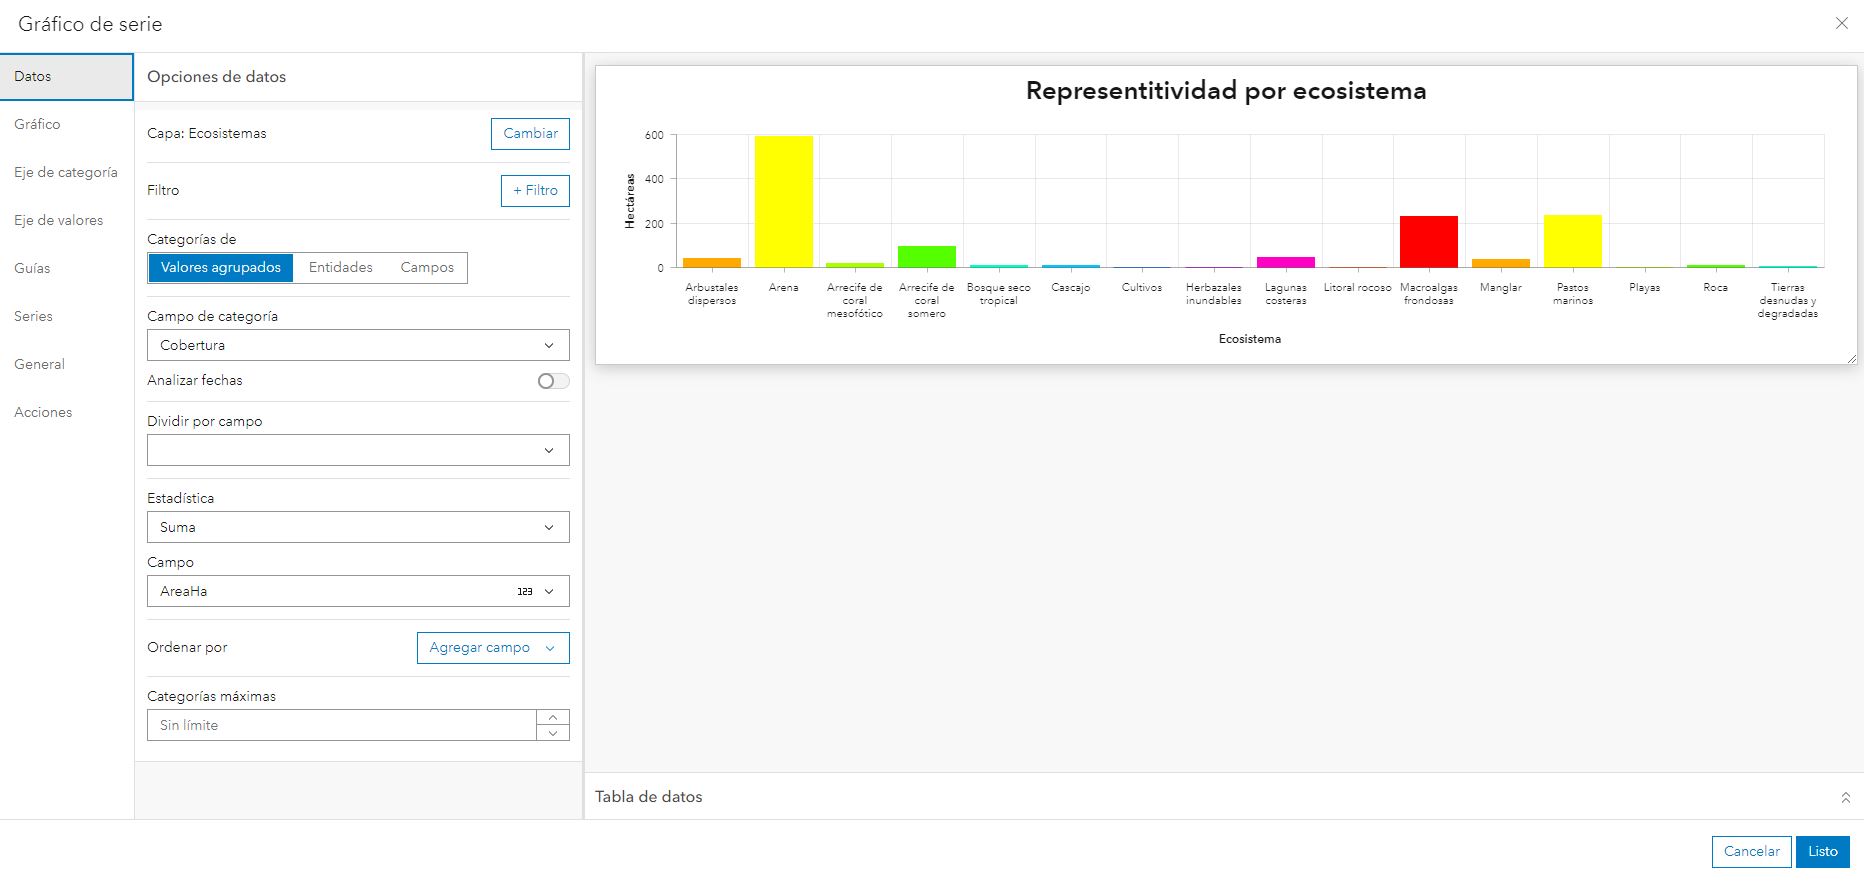 Gráfico de serie
Datos
Gráfico
Eje de categoría
Eje de valores
Guías
Series
General
Acciones
Opciones de datos
Capa: Ecosistemas
Cambiar
Filtro
+ Filtro
Categorías de
Valores agrupados
Entidades
Campos
Campo de categoría
Cobertura
Analizar fechas
Dividir por campo
Estadística
Suma
Campo
AreaHa
123
Ordenar por
Agregar campo
Categorías máximas
Sin límite
Representitividad por ecosistema
Hectáreas
600
400
200
0
Arbustales
dispersos
Arena
Arrecife de
coral
mesofótico
Arrecife de
coral
somero
Bosque seco
tropical
Cascajo
Cultivos
Herbazales
inundables
Lagunas
costeras
Litoral rocoso
Macroalgas
frondosas
Manglar
Pastos
marinos
Playas
Roca
Tierras
desnudas y
degradadas
Ecosistema
Tabla de datos
Cancelar
Listo